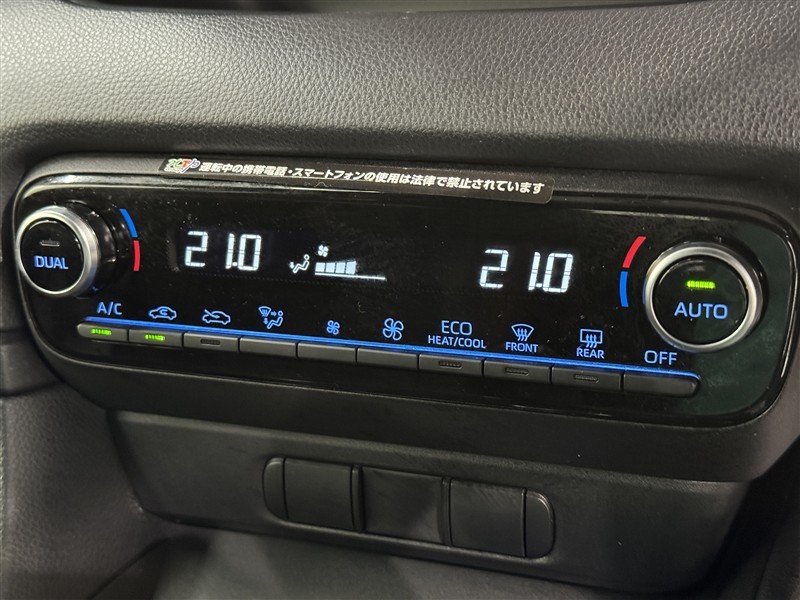 運転中の携帯電話・スマートフォンの使用は法律で禁止されています
DUAL
21.0
21.0
AUTO
A/C
ECO
HEAT/COOL
FRONT
REAR
OFF